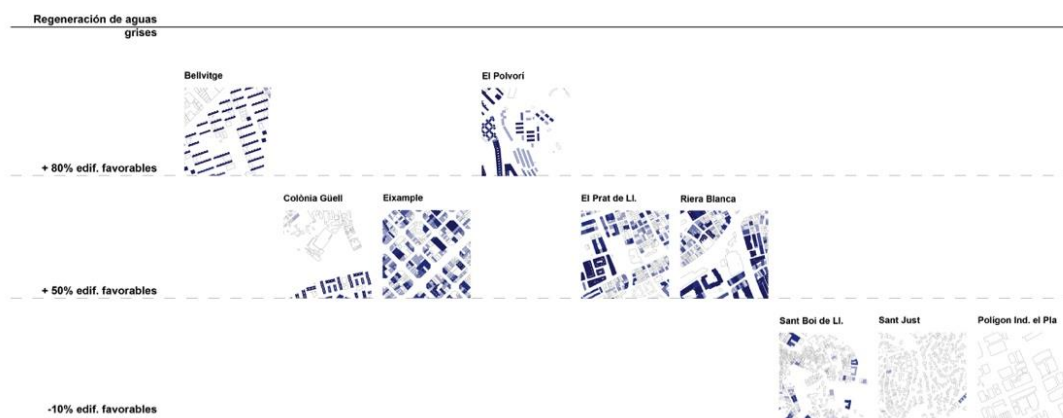 Regeneración de aguas
grises
Bellvitge
El Polvorí
+ 80% edif. favorables
Colònia Güell
Eixample
El Prat de Ll.
Riera Blanca
+ 50% edif. favorables
Sant Boi de Ll.
Sant Just
Polígon Ind. el Pla
-10% edif. favorables